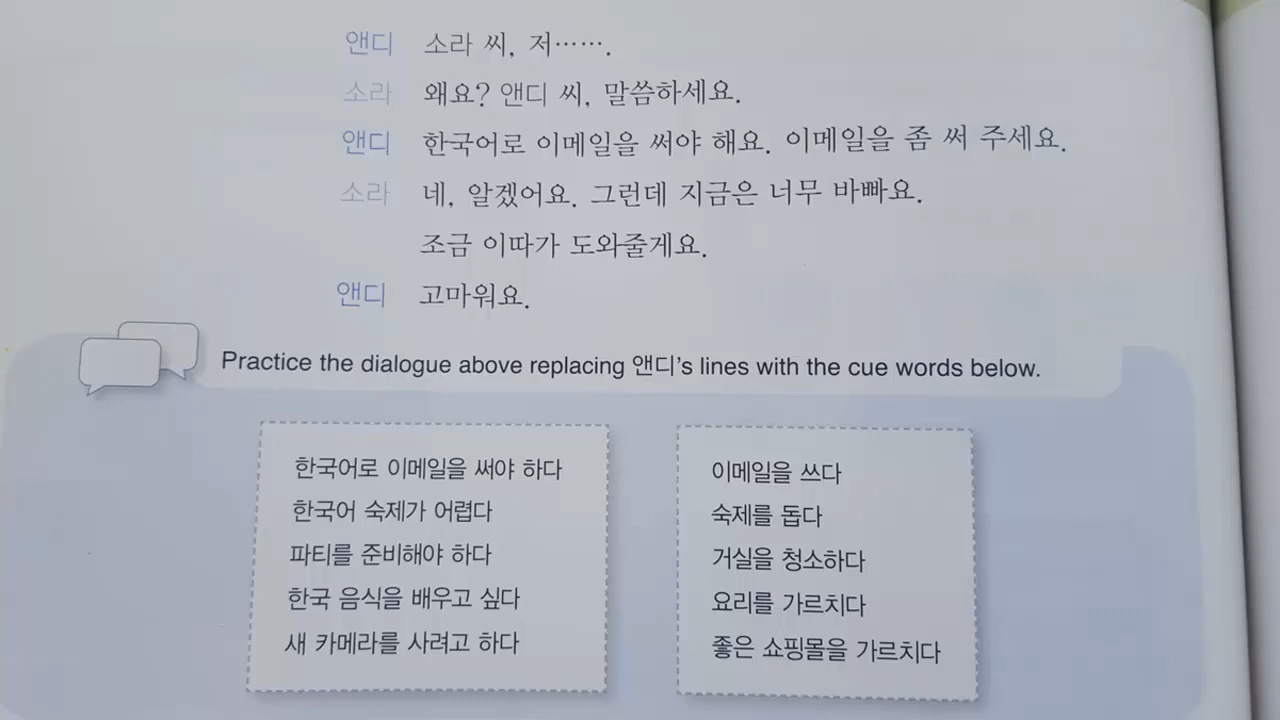 앤디 소라 씨, 저…….
소라 왜요? 앤디 씨, 말씀하세요.
앤디 한국어로 이메일을 써야 해요. 이메일을 좀 써 주세요.
소라 네, 알겠어요. 그런데 지금은 너무 바빠요.
조금 이따가 도와줄게요.
앤디 고마워요.
Practice the dialogue above replacing 앤디's lines with the cue words below.
한국어로 이메일을 써야 하다
한국어 숙제가 어렵다
파티를 준비해야 하다
한국 음식을 배우고 싶다
새 카메라를 사려고 하다
이메일을 쓰다
숙제를 돕다
거실을 청소하다
요리를 가르치다
좋은 쇼핑몰을 가르치다